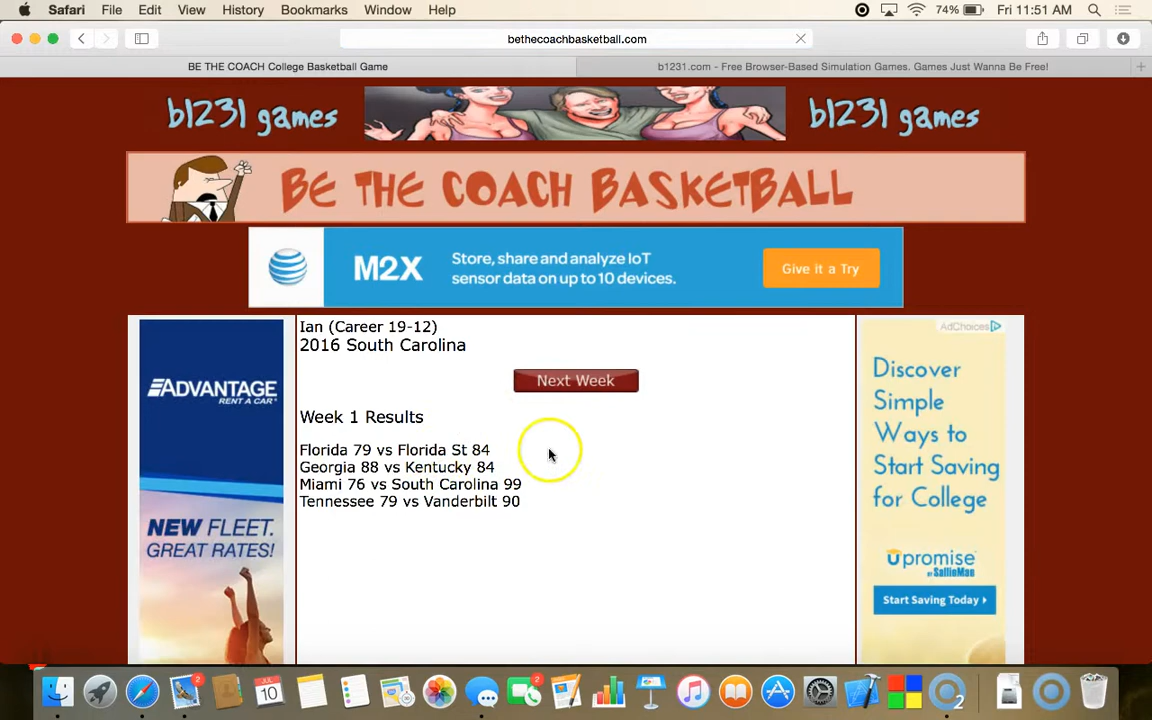 Safari File Edit View History Bookmarks Window Help 74% Fri 11:51 AM
bethecoachbasketball.com
BE THE COACH College Basketball Game
b1231.com - Free Browser-Based Simulation Games. Games Just Wanna Be Free!
b1231 games
b1231 games
BE THE COACH BASKETBALL
M2X
Store, share and analyze IoT
sensor data on up to 10 devices.
Give it a Try
ADVANTAGE
RENT A CAR
NEW FLEET.
GREAT RATES!
Ian (Career 19-12)
2016 South Carolina
Next Week
Week 1 Results
Florida 79 vs Florida St 84
Georgia 88 vs Kentucky 84
Miami 76 vs South Carolina 99
Tennessee 79 vs Vanderbilt 90
AdChoices
Discover
Simple
Ways to
Start Saving
for College
Upromise
by SallieMae
Start Saving Today
2
JUL
10
2
2